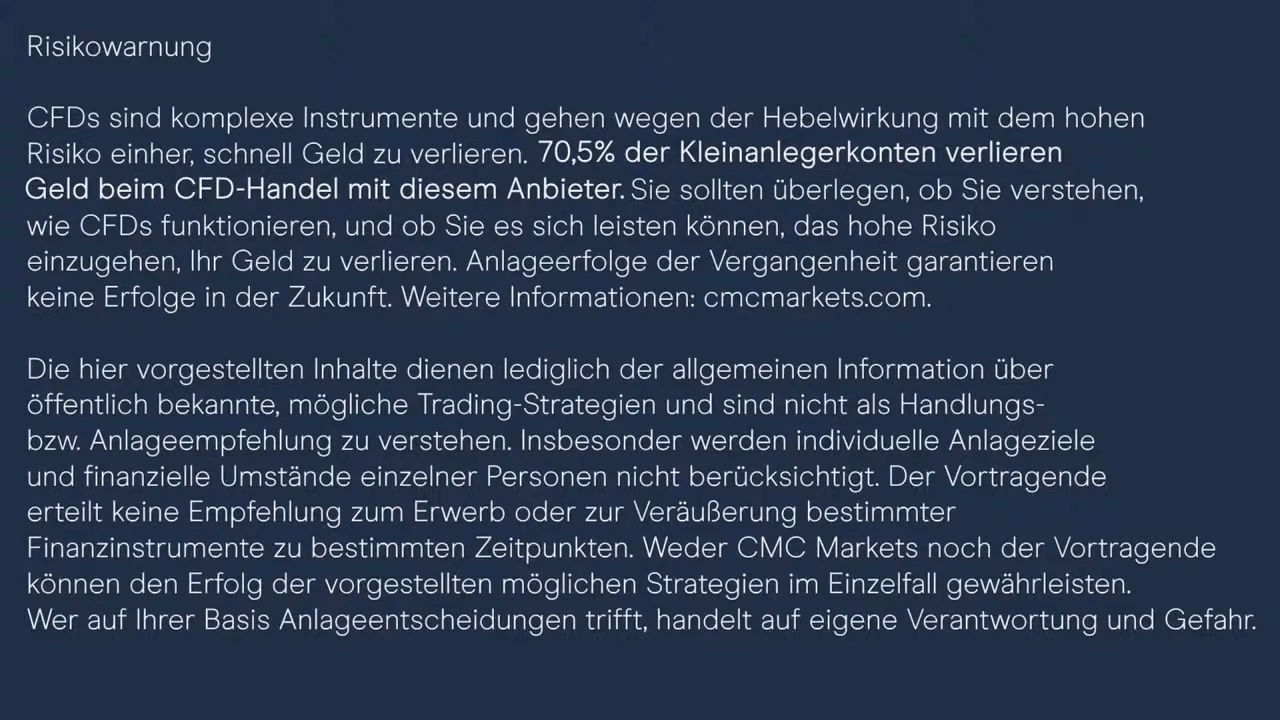 Risikowarnung
CFDs sind komplexe Instrumente und gehen wegen der Hebelwirkung mit dem hohen
Risiko einher, schnell Geld zu verlieren. 70,5% der Kleinanlegerkonten verlieren
Geld beim CFD-Handel mit diesem Anbieter. Sie sollten überlegen, ob Sie verstehen,
wie CFDs funktionieren, und ob Sie es sich leisten können, das hohe Risiko
einzugehen, Ihr Geld zu verlieren. Anlageerfolge der Vergangenheit garantieren
keine Erfolge in der Zukunft. Weitere Informationen: cmcmarkets.com.
Die hier vorgestellten Inhalte dienen lediglich der allgemeinen Information über
öffentlich bekannte, mögliche Trading-Strategien und sind nicht als Handlungs-
bzw. Anlageempfehlung zu verstehen. Insbesonder werden individuelle Anlageziele
und finanzielle Umstände einzelner Personen nicht berücksichtigt. Der Vortragende
erteilt keine Empfehlung zum Erwerb oder zur Veräußerung bestimmter
Finanzinstrumente zu bestimmten Zeitpunkten. Weder CMC Markets noch der Vortragende
können den Erfolg der vorgestellten möglichen Strategien im Einzelfall gewährleisten.
Wer auf Ihrer Basis Anlageentscheidungen trifft, handelt auf eigene Verantwortung und Gefahr.